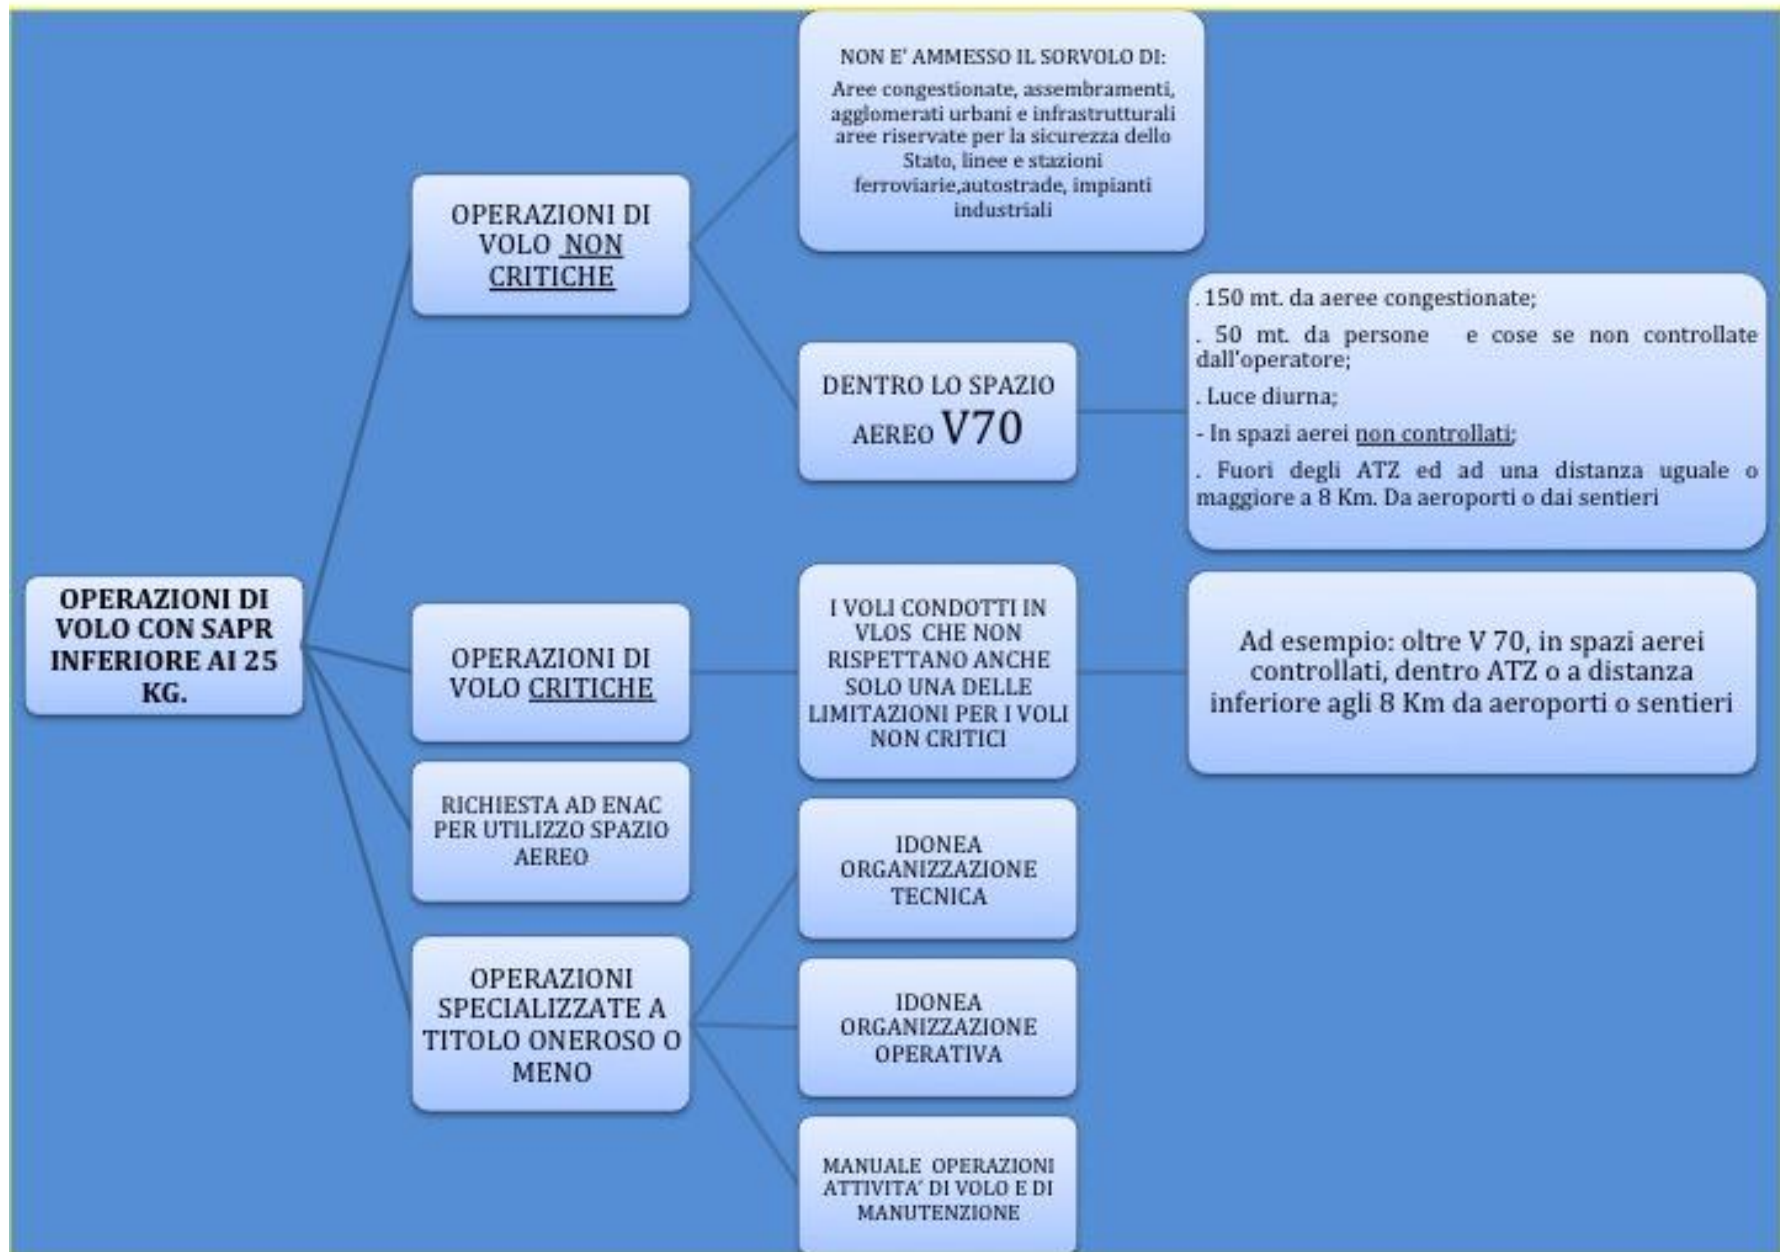 OPERAZIONI DI
VOLO CON SAPR
INFERIORE AI 25
KG.
OPERAZIONI DI
VOLO NON
CRITICHE
NON E' AMMESSO IL SORVOLO DI:
Aree congestionate, assembramenti,
agglomerati urbani e infrastrutturali
aree riservate per la sicurezza dello
Stato, linee e stazioni
ferroviarie,autostrade, impianti
industriali
DENTRO LO SPAZIO
AEREO V70
. 150 mt. da aeree congestionate;
. 50 mt. da persone e cose se non controllate
dall'operatore;
. Luce diurna;
- In spazi aerei non controllati;
. Fuori degli ATZ ed ad una distanza uguale o
maggiore a 8 Km. Da aeroporti o dai sentieri
OPERAZIONI DI
VOLO CRITICHE
I VOLI CONDOTTI IN
VLOS CHE NON
RISPETTANO ANCHE
SOLO UNA DELLE
LIMITAZIONI PER I VOLI
NON CRITICI
Ad esempio: oltre V 70, in spazi aerei
controllati, dentro ATZ o a distanza
inferiore agli 8 Km da aeroporti o sentieri
RICHIESTA AD ENAC
PER UTILIZZO SPAZIO
AEREO
OPERAZIONI
SPECIALIZZATE A
TITOLO ONEROSO O
MENO
IDONEA
ORGANIZZAZIONE
TECNICA
IDONEA
ORGANIZZAZIONE
OPERATIVA
MANUALE OPERAZIONI
ATTIVITA' DI VOLO E DI
MANUTENZIONE